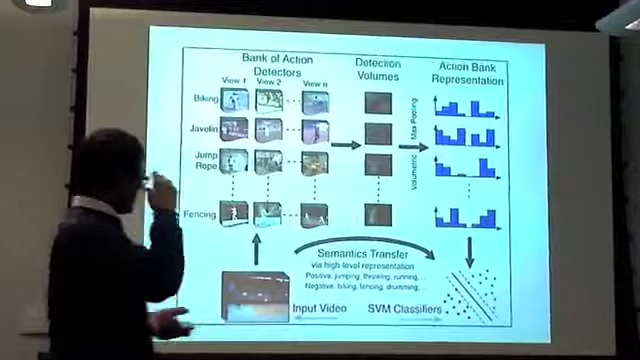 Bank of Action
Detectors
Detection
Volumes
Action Bank
Representation
View 1
View 2
View n
Biking
Javelin
Jump
Rope
Fencing
Max Pooling
Volumetric
Semantics Transfer
via high-level representation
Positive: jumping, throwing, running,...
Negative: biking, fencing, drumming,...
Input Video
SVM Classifiers